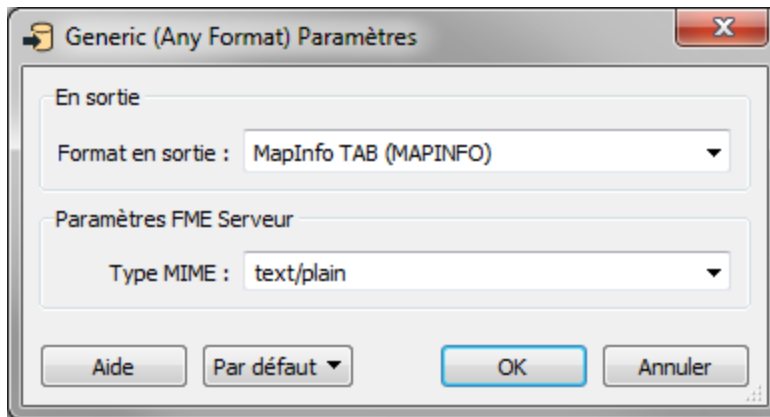 Generic (Any Format) Paramètres
En sortie
Format en sortie : MapInfo TAB (MAPINFO)
Paramètres FME Serveur
Type MIME : text/plain
Aide Par défaut OK Annuler